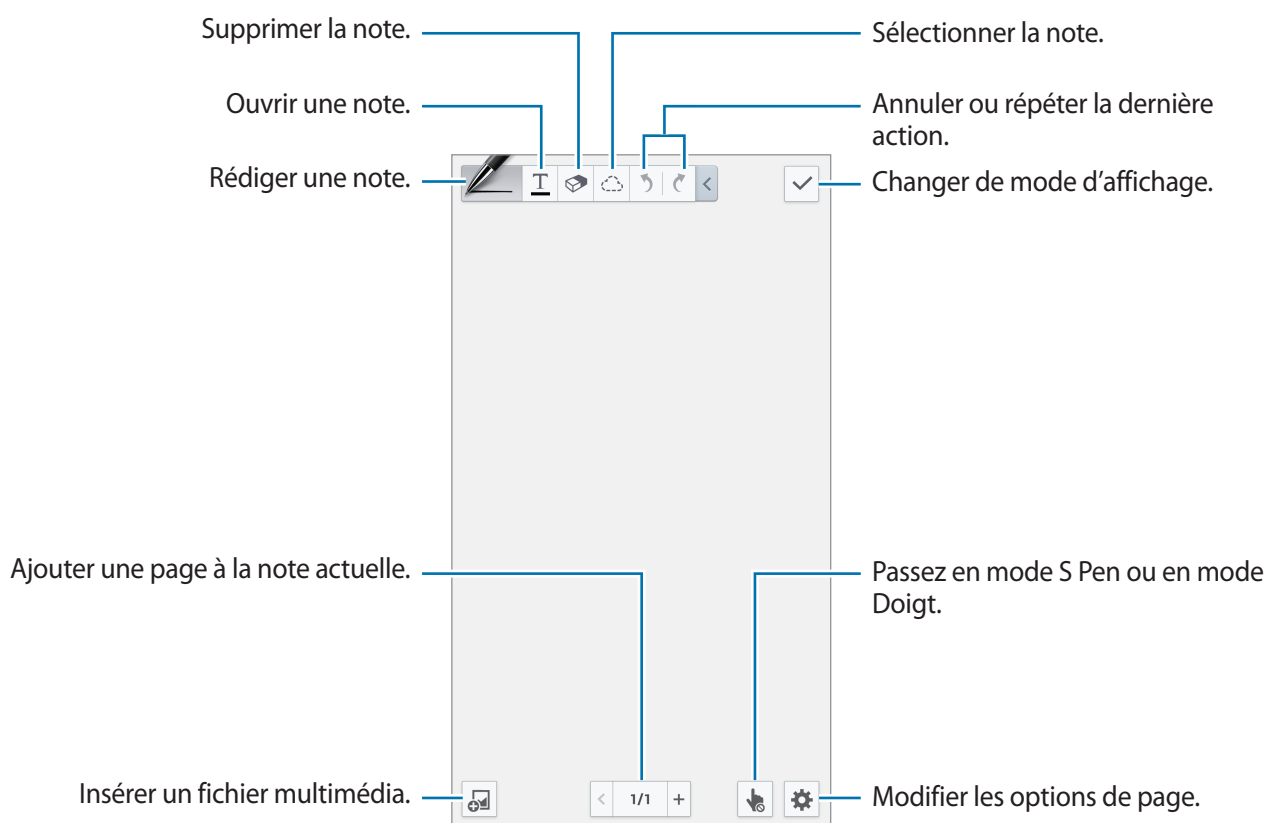 Supprimer la note.
Sélectionner la note.
Ouvrir une note.
Annuler ou répéter la dernière
action.
Rédiger une note.
T
Changer de mode d'affichage.
Ajouter une page à la note actuelle.
Passez en mode S Pen ou en mode
Doigt.
Insérer un fichier multimédia.
< 1/1 +
Modifier les options de page.